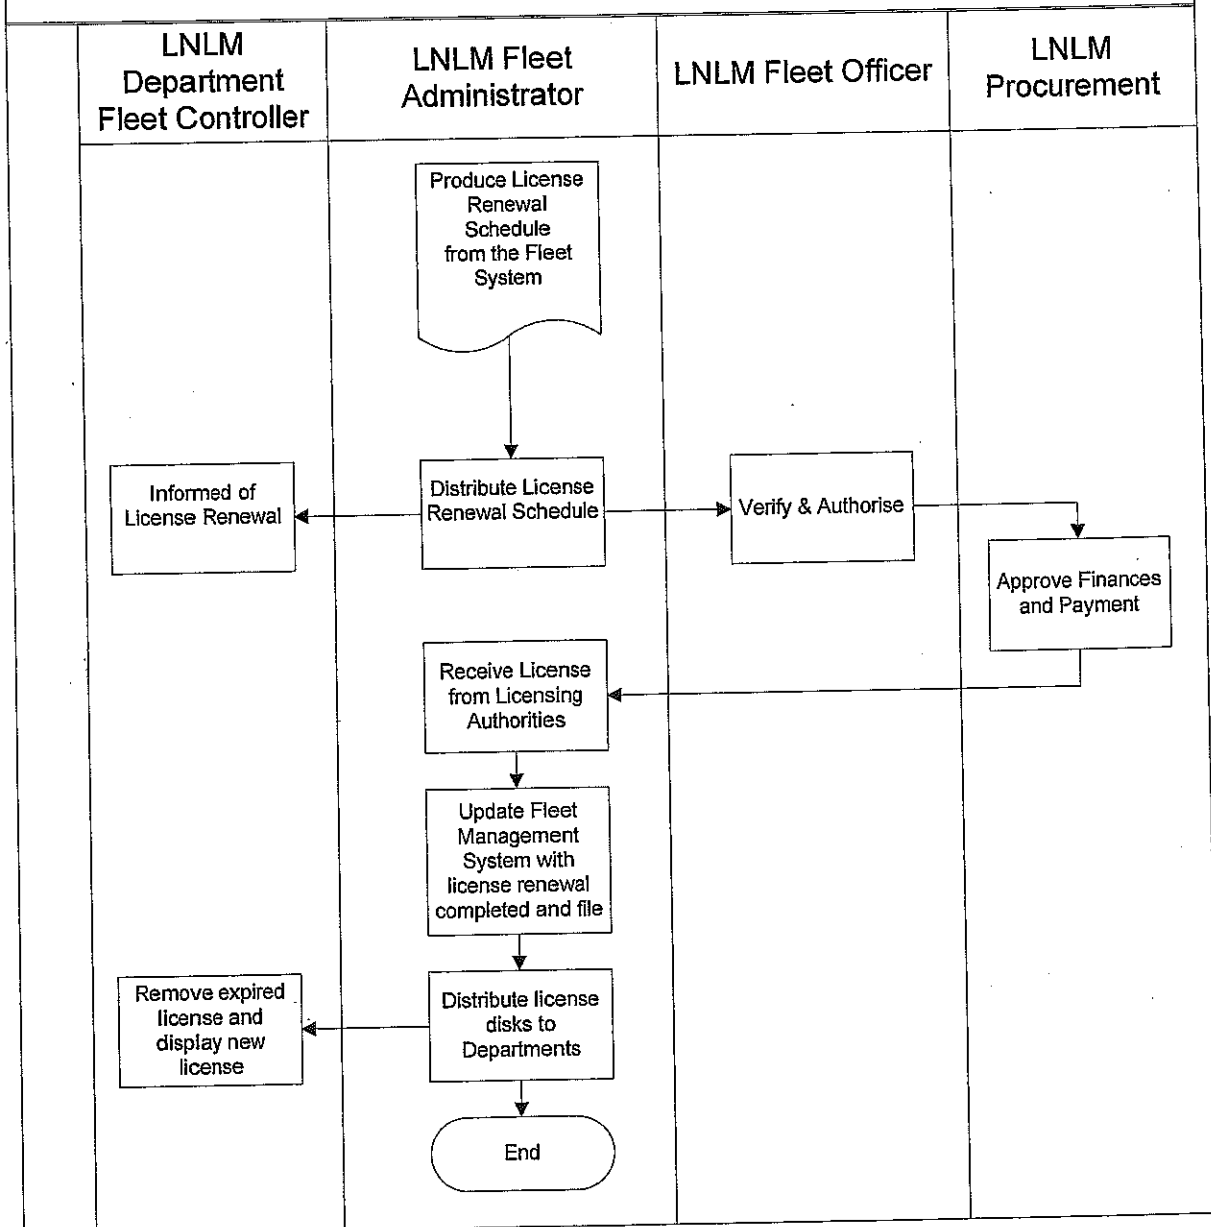 LNLM
Department
Fleet Controller
LNLM Fleet
Administrator
LNLM Fleet Officer
LNLM
Procurement
Produce License
Renewal
Schedule
from the Fleet
System
Informed of
License Renewal
Distribute License
Renewal Schedule
Verify & Authorise
Approve Finances
and Payment
Receive License
from Licensing
Authorities
Update Fleet
Management
System with
license renewal
completed and file
Remove expired
license and
display new
license
Distribute license
disks to
Departments
End